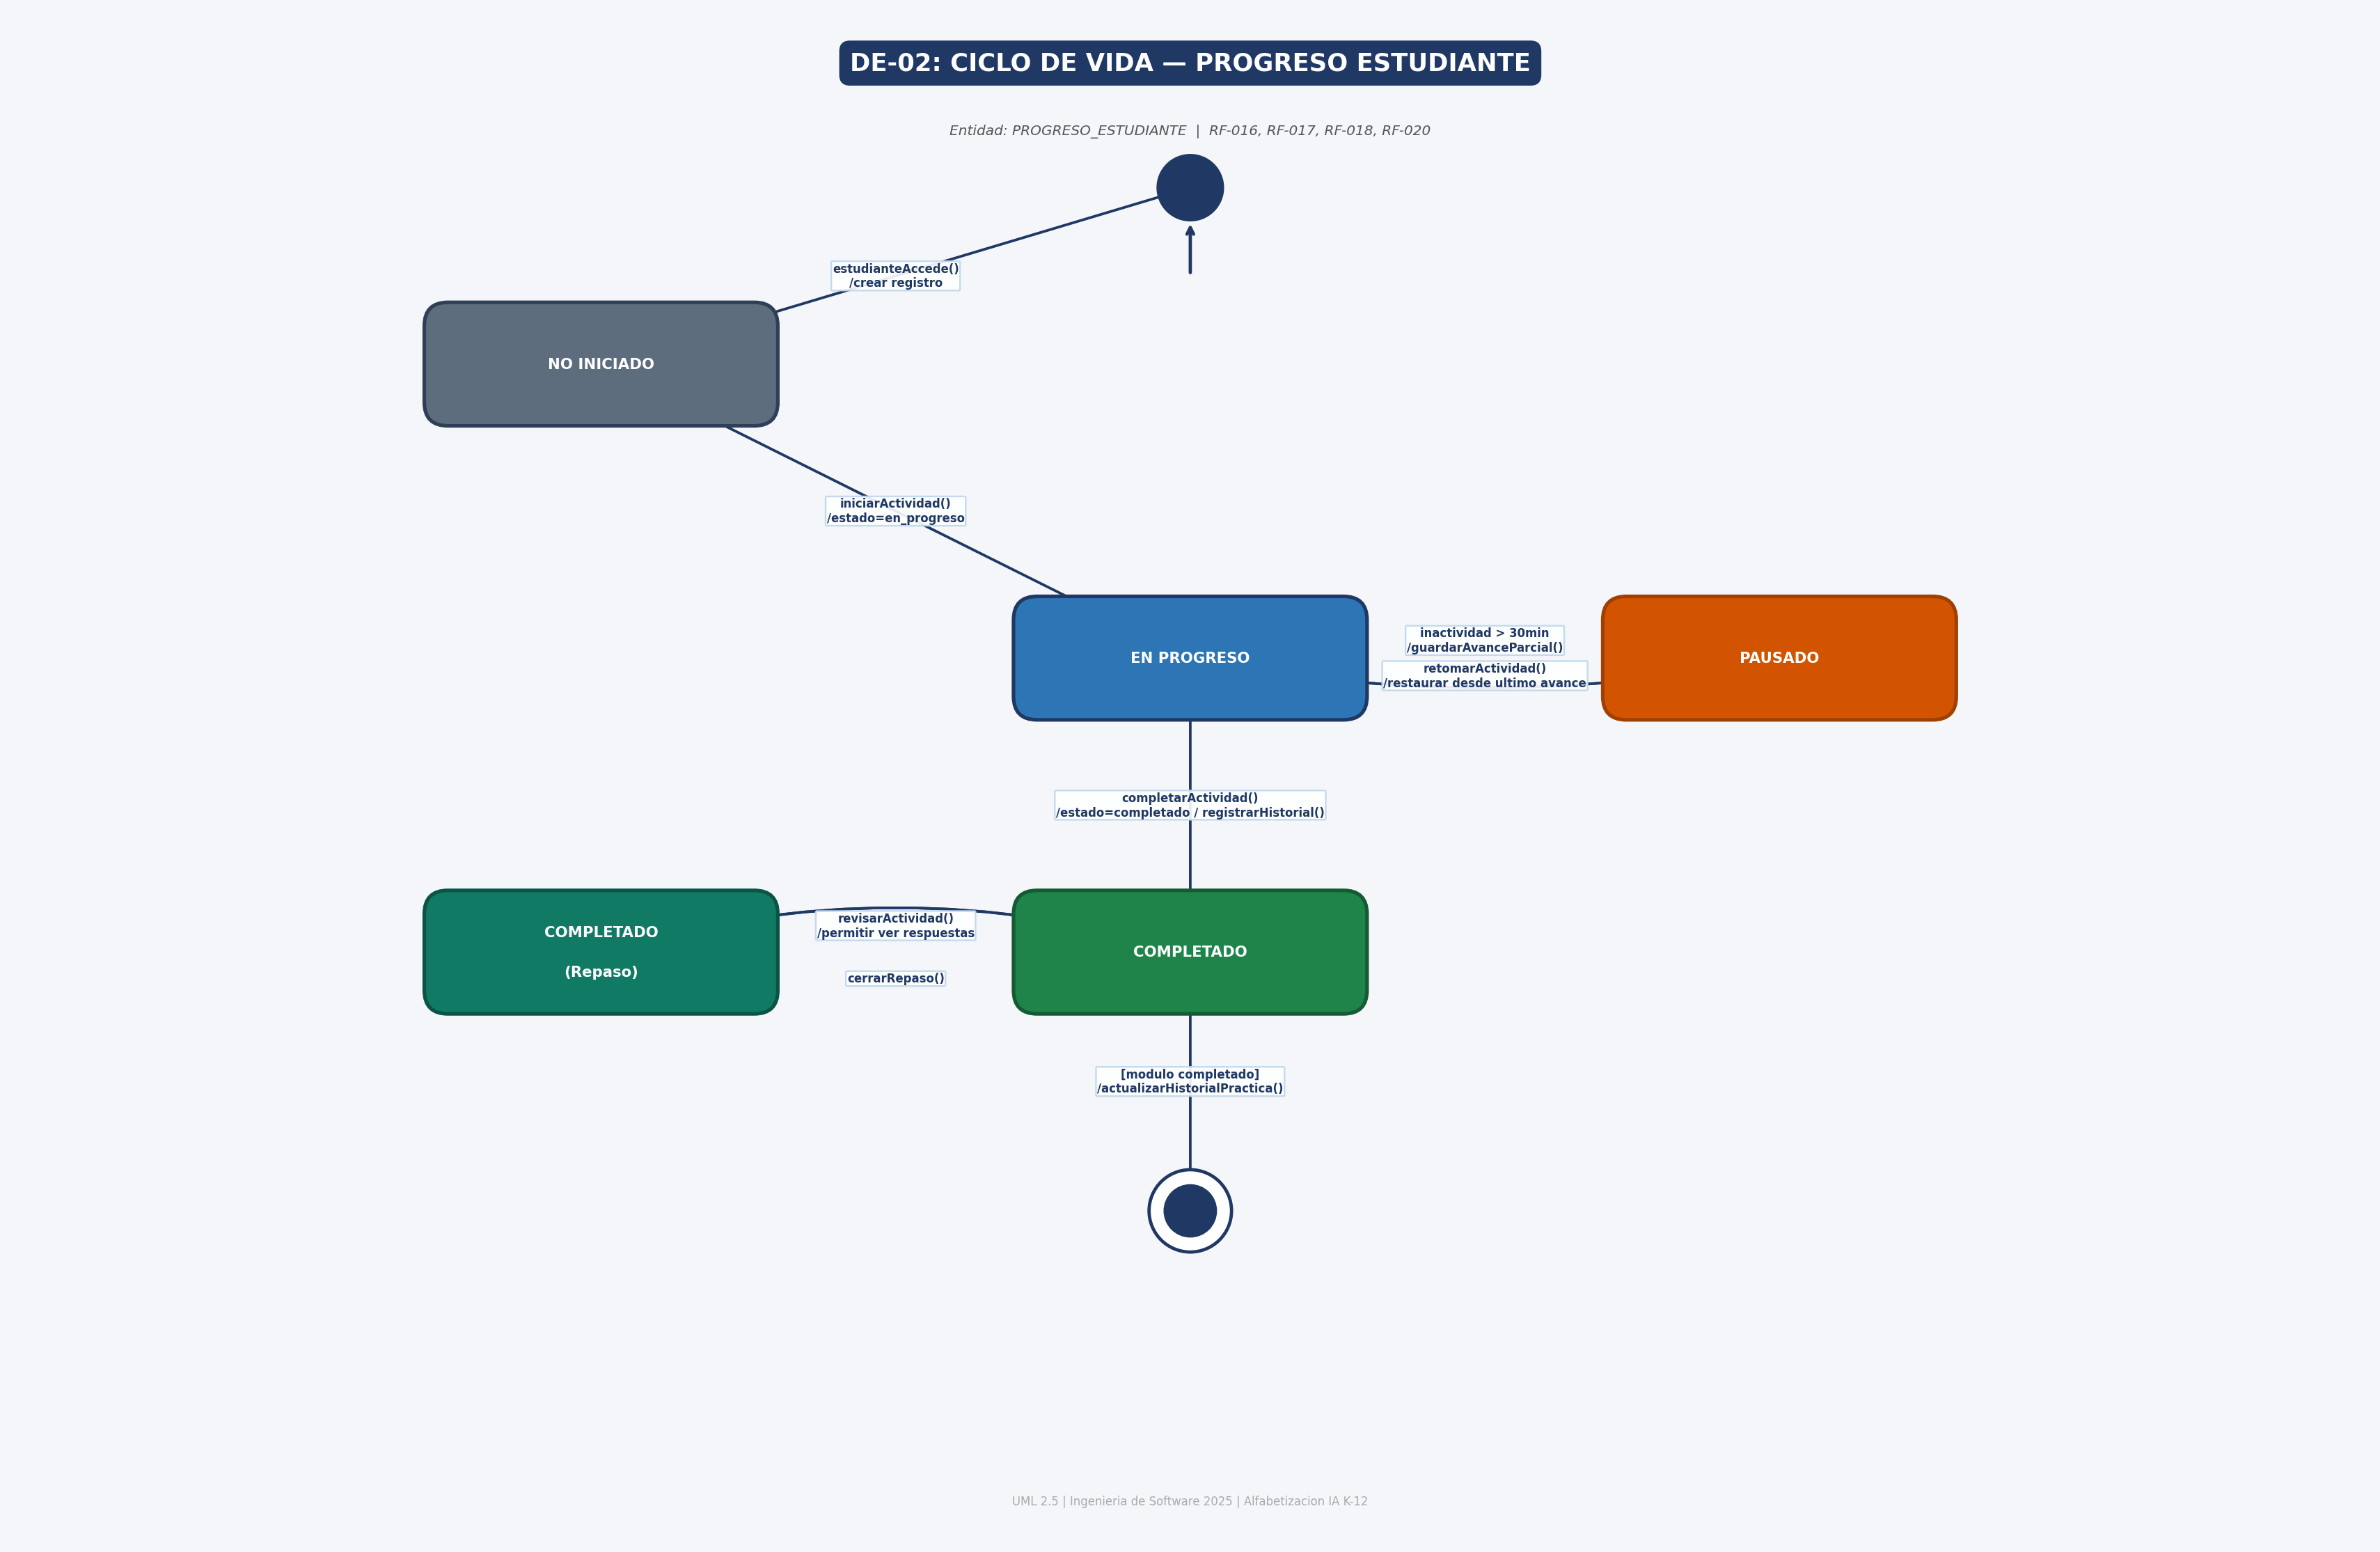 DE-02: CICLO DE VIDA — PROGRESO ESTUDIANTE
Entidad: PROGRESO_ESTUDIANTE | RF-016, RF-017, RF-018, RF-020
estudianteAccede()
/crear registro
NO INICIADO
iniciarActividad()
/estado=en_progreso
EN PROGRESO
inactividad > 30min
/guardarAvanceParcial()
retomarActividad()
/restaurar desde ultimo avance
PAUSADO
completarActividad()
/estado=completado / registrarHistorial()
COMPLETADO
(Repaso)
revisarActividad()
/permitir ver respuestas
cerrarRepaso()
COMPLETADO
[modulo completado]
/actualizarHistorialPractica()
UML 2.5 | Ingenieria de Software 2025 | Alfabetizacion IA K-12